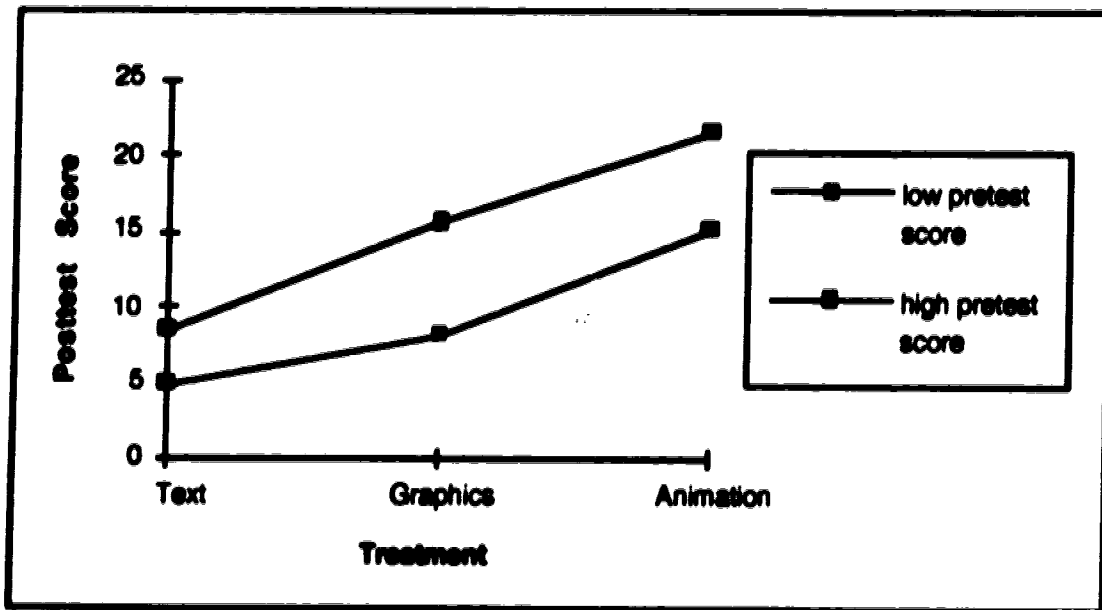 25
20
15
10
5
0
Posttest Score
Text
Graphics
Animation
Treatment
low pretest
score
high pretest
score